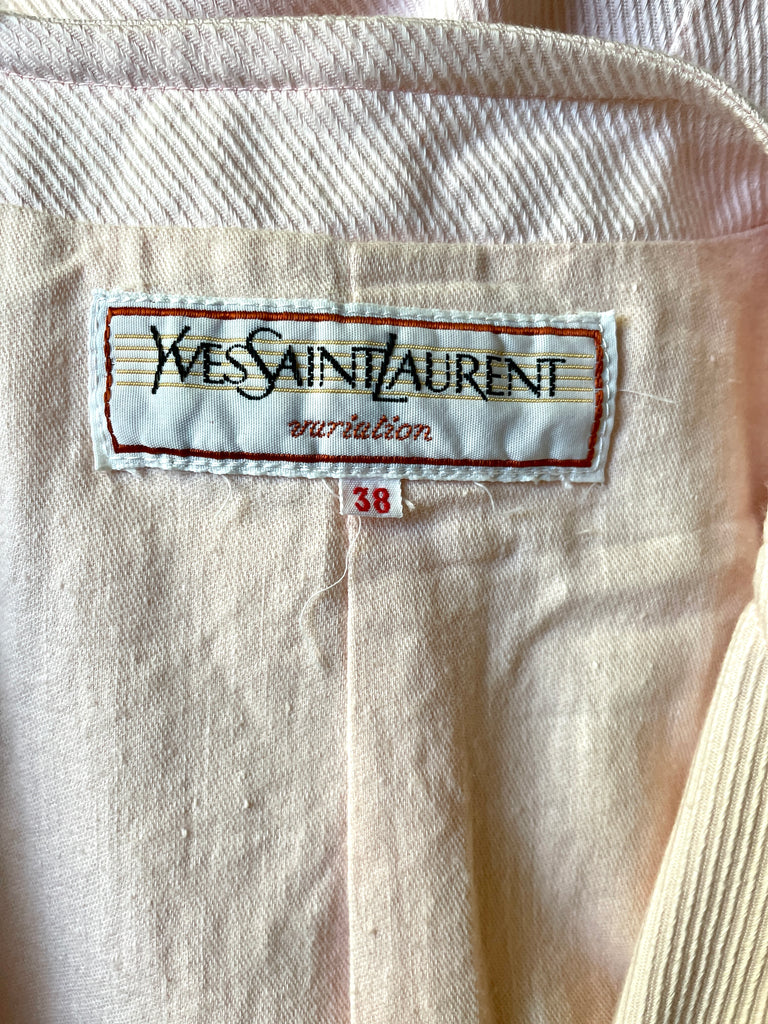 YVESSAINTLAURENT
variation
38